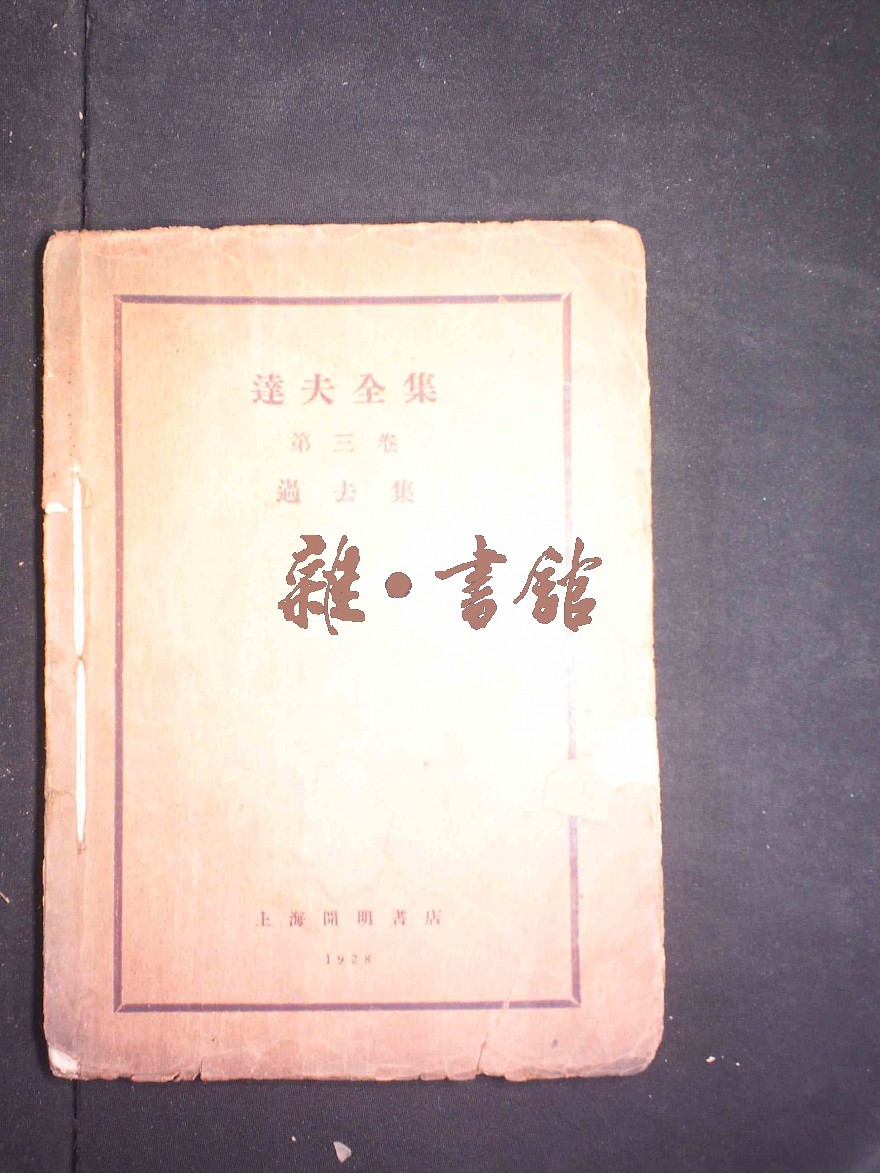 達夫全集
第三卷
過去集
雜·書館
上海開明書店
1928